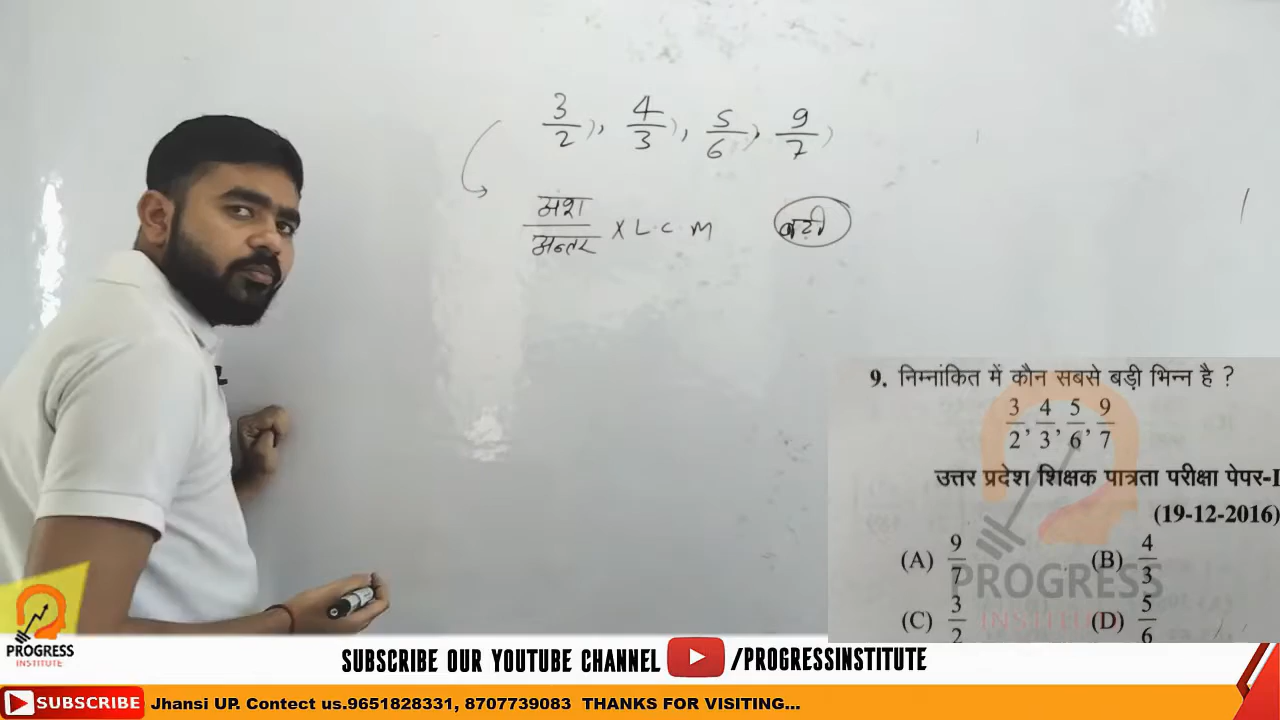 3/2, 4/3, 5/6, 9/7
अंश/अन्तर X L.C.M बड़ी
9. निम्नांकित में कौन सबसे बड़ी भिन्न है ?
3/2, 4/3, 5/6, 9/7
उत्तर प्रदेश शिक्षक पात्रता परीक्षा पेपर-I
(19-12-2016)
(A) 9/7 (B) 4/3
(C) 3/2 (D) 5/6
PROGRESS
INSTITUTE
PROGRESS
INSTITUTE
SUBSCRIBE OUR YOUTUBE CHANNEL /PROGRESSINSTITUTE
SUBSCRIBE Jhansi UP. Contact us.9651828331, 8707739083 THANKS FOR VISITING...